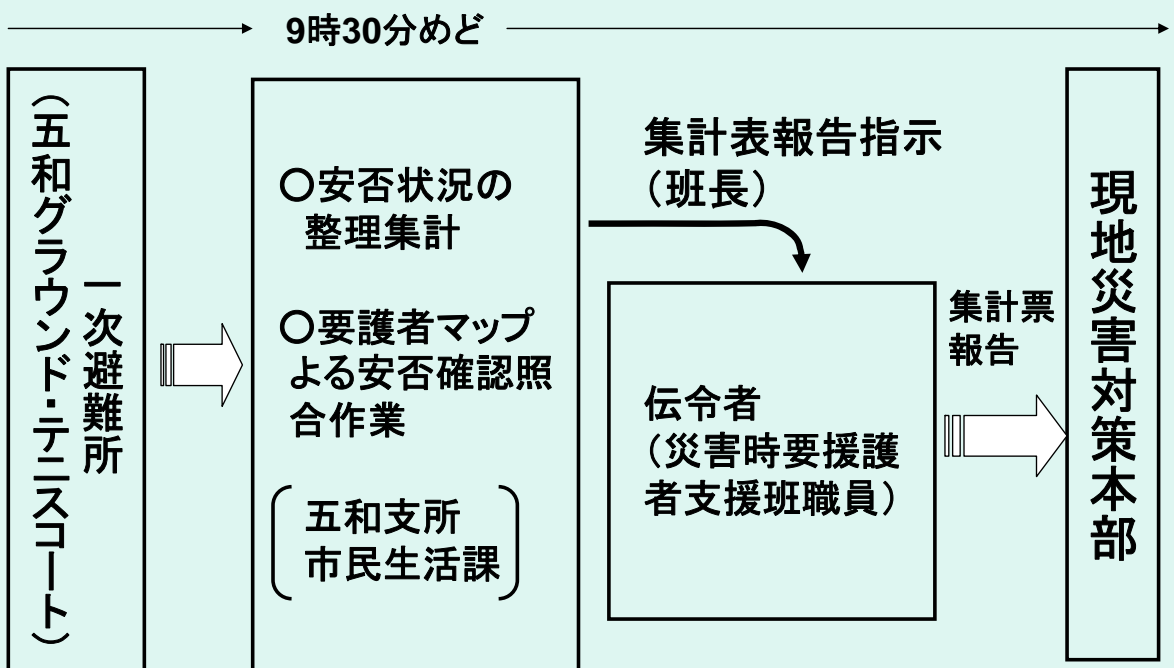 9時30分めど
一次避難所
（五和グラウンド・テニスコート）
〇安否状況の
整理集計
〇要護者マップ
よる安否確認照
合作業
五和支所
市民生活課
集計表報告指示
（班長）
伝令者
（災害時要援護
者支援班職員）
集計票
報告
現地災害対策本部